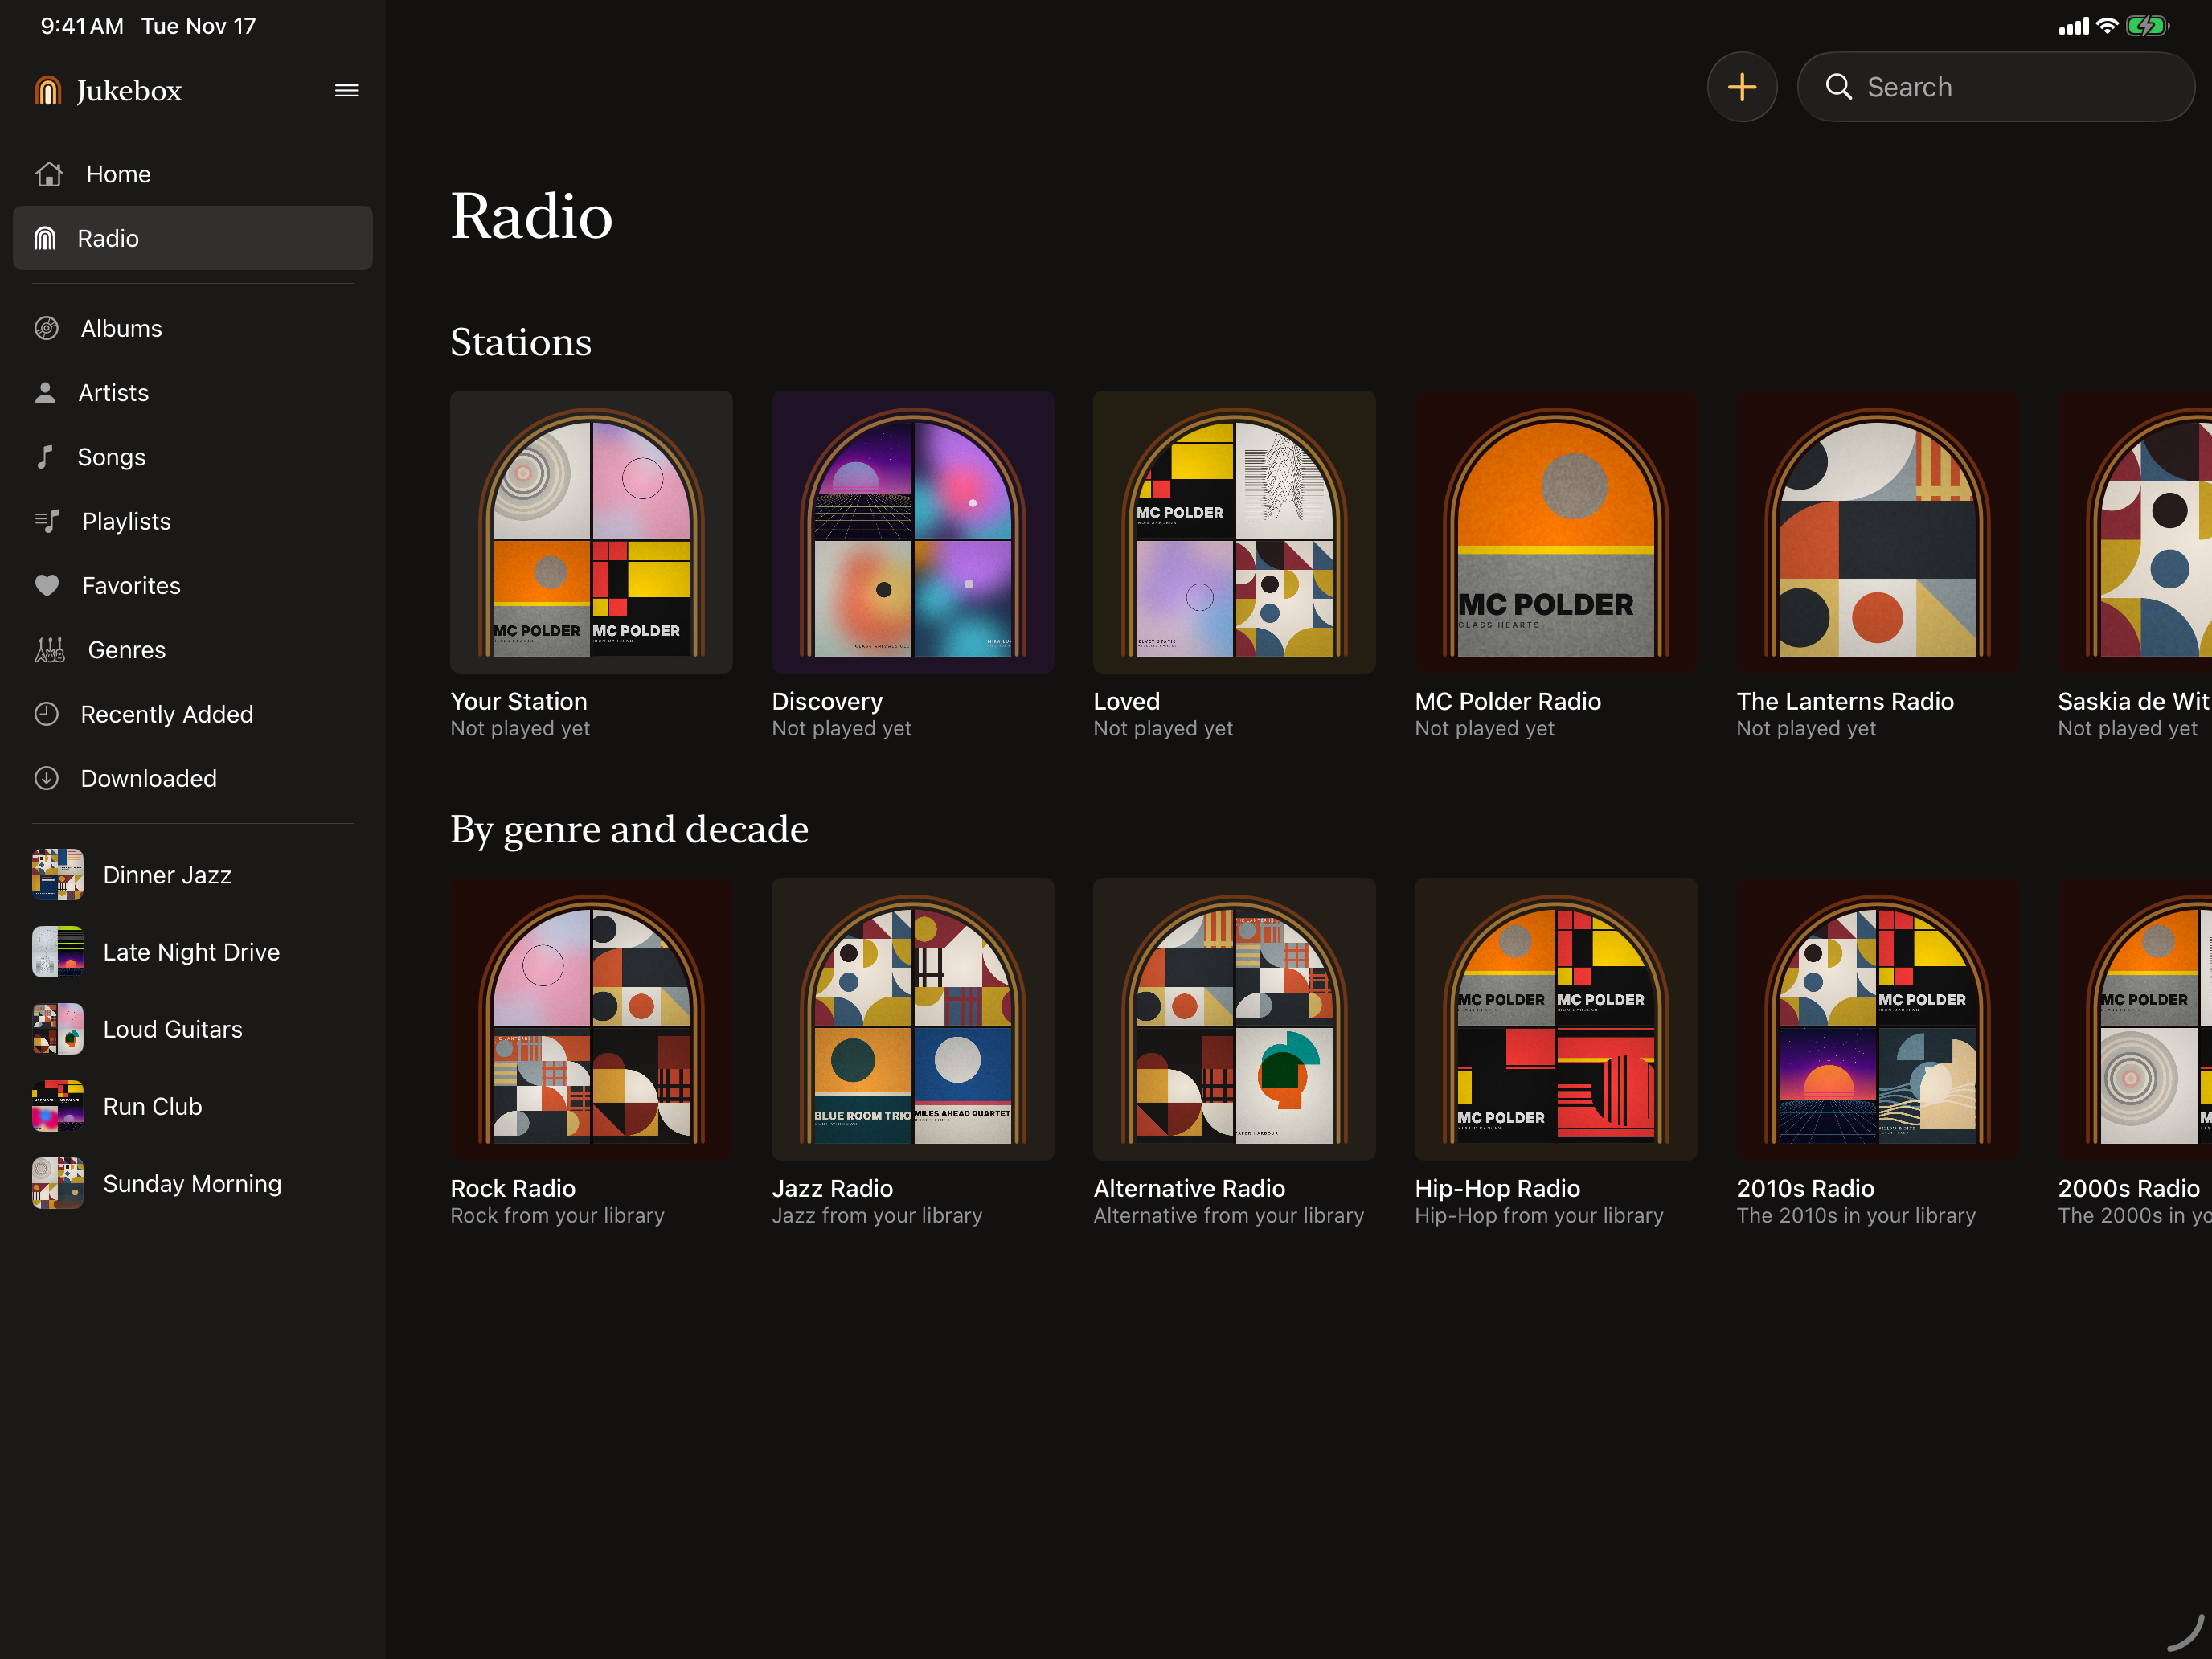 9:41 AM Tue Nov 17
Jukebox
Search
Home
Radio
Albums
Artists
Songs
Playlists
Favorites
Genres
Recently Added
Downloaded
Dinner Jazz
Late Night Drive
Loud Guitars
Run Club
Sunday Morning
Radio
Stations
MC POLDER
MC POLDER
MC POLDER
MC POLDER
GLASS HEARTS
Your Station
Not played yet
Discovery
Not played yet
Loved
Not played yet
MC Polder Radio
Not played yet
The Lanterns Radio
Not played yet
Saskia de Wit
Not played yet
By genre and decade
MC POLDER
MC POLDER
MC POLDER
MC POLDER
BLUE ROOM TRIO
MILES AHEAD QUARTET
PAPER HARBOUR
MC POLDER
Rock Radio
Rock from your library
Jazz Radio
Jazz from your library
Alternative Radio
Alternative from your library
Hip-Hop Radio
Hip-Hop from your library
2010s Radio
The 2010s in your library
2000s Radio
The 2000s in yo